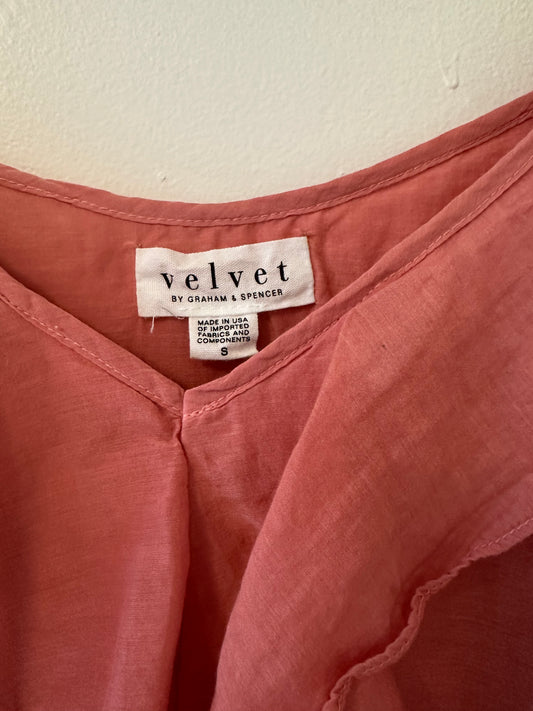 velvet
BY GRAHAM & SPENCER
MADE IN USA
OF IMPORTED
FABRICS AND
COMPONENTS
S